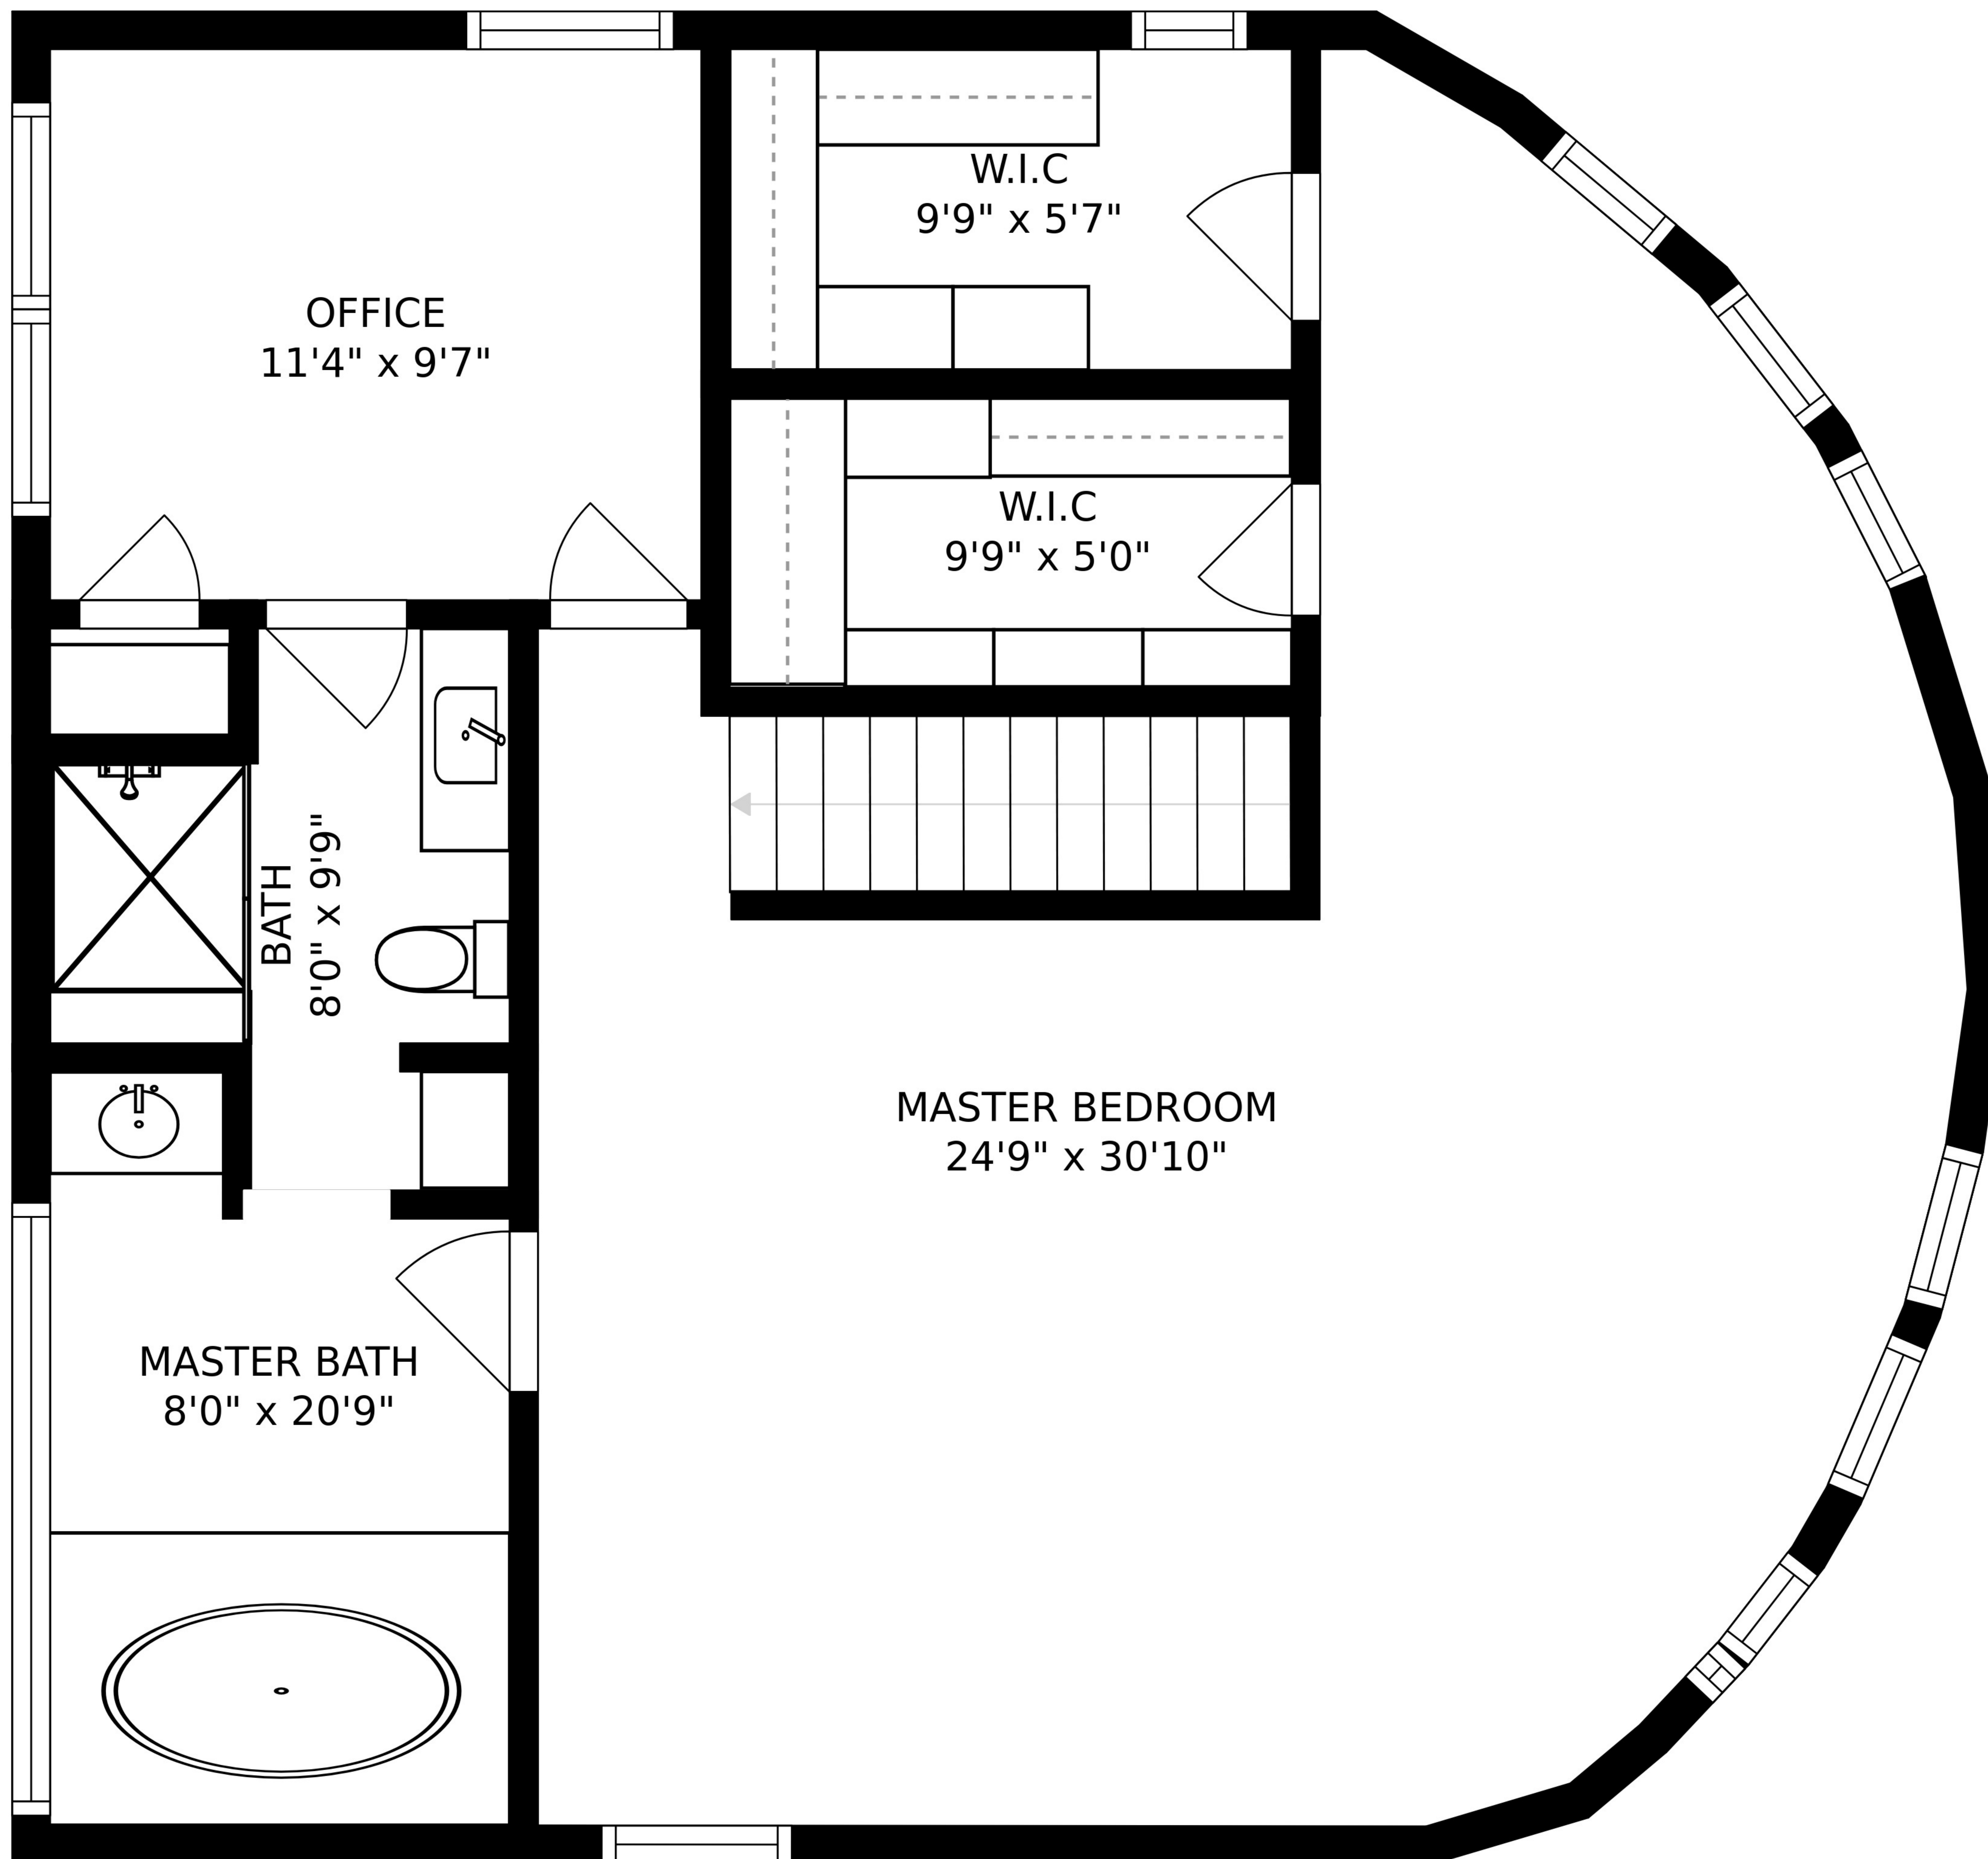 W.I.C
9'9" x 5'7"
OFFICE
11'4" x 9'7"
W.I.C
9'9" x 5'0"
BATH
8'0" x 9'9"
MASTER BEDROOM
24'9" x 30'10"
MASTER BATH
8'0" x 20'9"